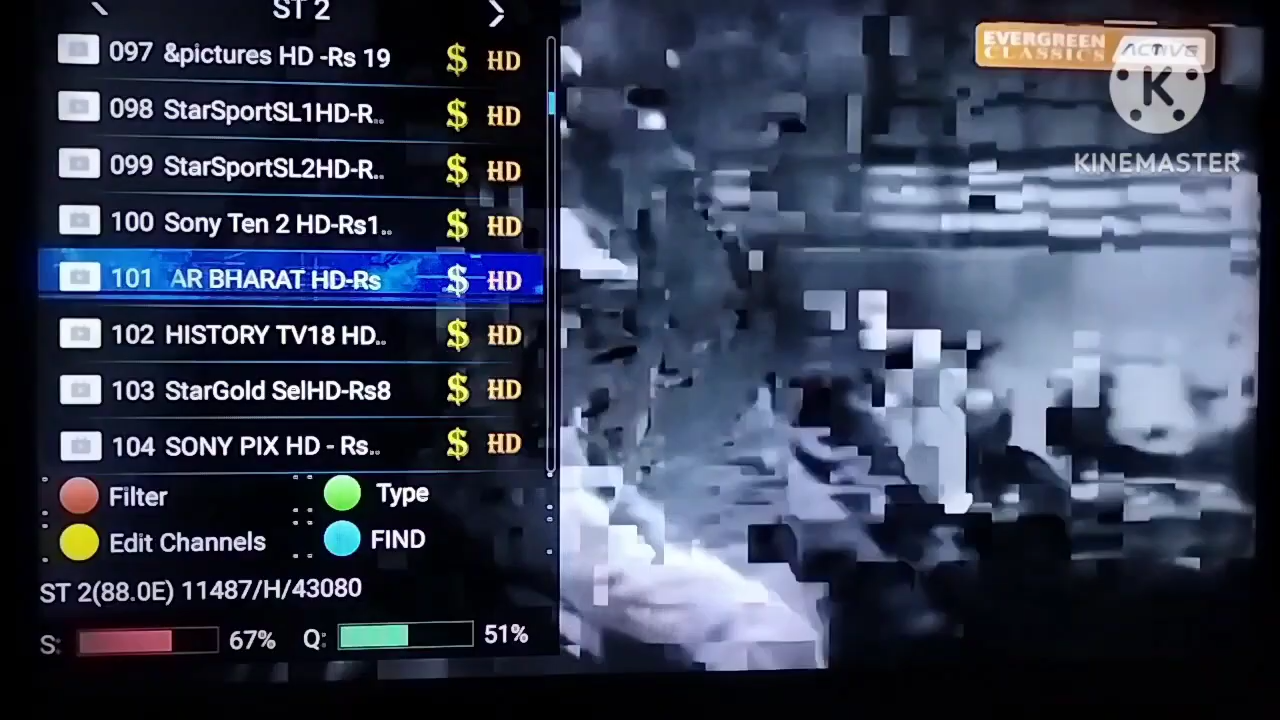 ST 2
097 &pictures HD -Rs 19 $ HD
098 StarSportSL1HD-R.. $ HD
099 StarSportSL2HD-R.. $ HD
100 Sony Ten 2 HD-Rs1.. $ HD
101 AR BHARAT HD-Rs $ HD
102 HISTORY TV18 HD.. $ HD
103 StarGold SelHD-Rs8 $ HD
104 SONY PIX HD - Rs.. $ HD
Filter Type
Edit Channels FIND
ST 2(88.0E) 11487/H/43080
S: 67% Q: 51%
EVERGREEN
CLASSICS ACTIVE
K
KINEMASTER